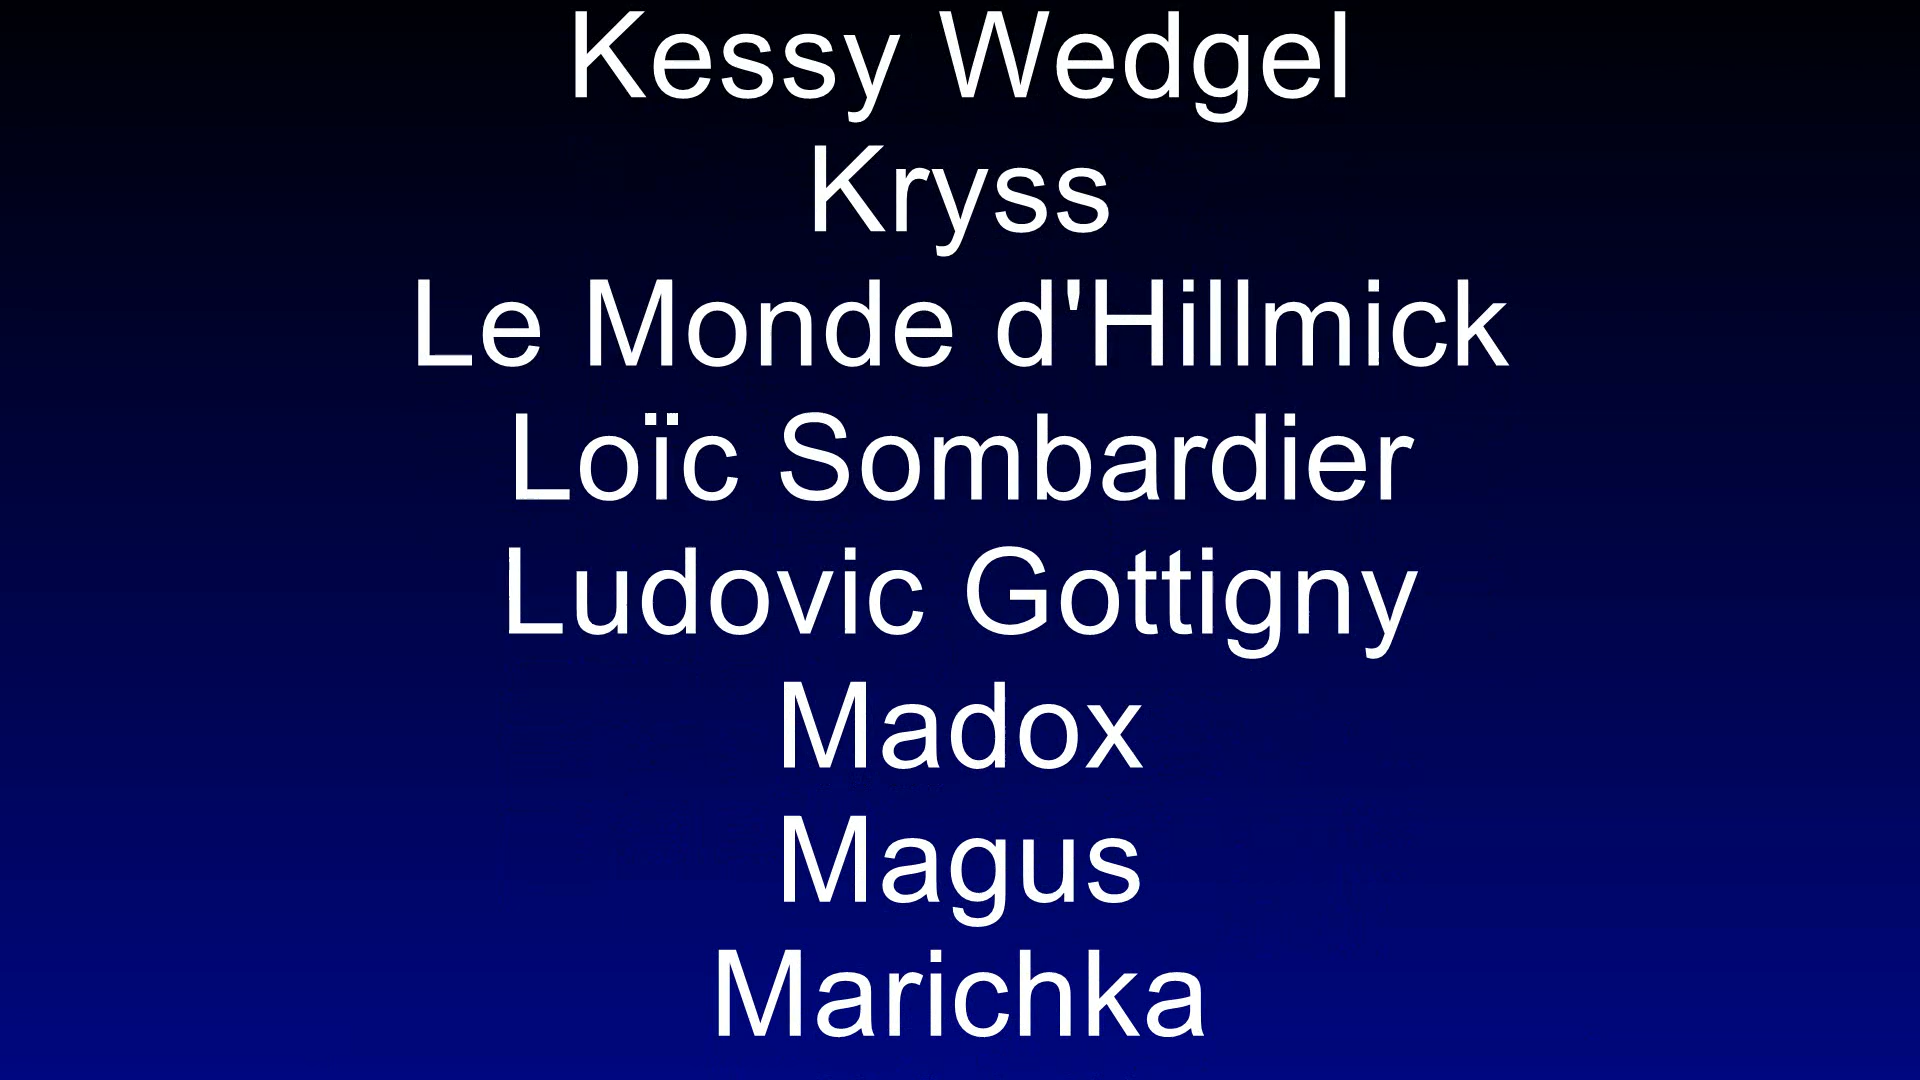 Kessy Wedgel
Kryss
Le Monde d'Hillmick
Loïc Sombardier
Ludovic Gottigny
Madox
Magus
Marichka